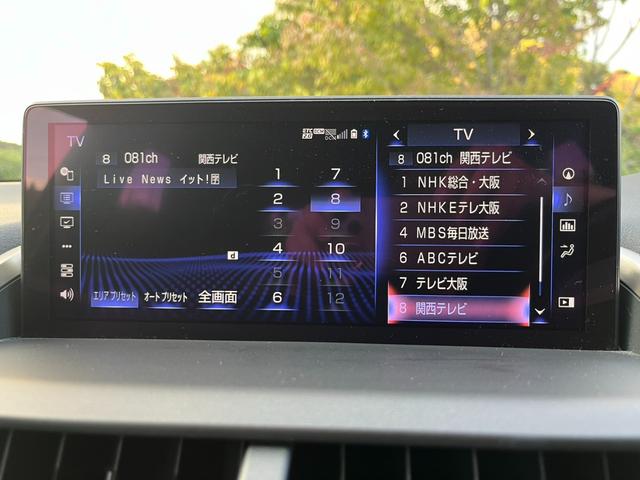 TV
8 081ch 関西テレビ
Live News イット!字
1 7
2 8
3 9
4 10
5 11
6 12
d
エリアプリセット オートプリセット 全画面
DCM
< TV >
8 081ch 関西テレビ
1 NHK総合・大阪
2 NHKEテレ大阪
4 MBS毎日放送
6 ABCテレビ
7 テレビ大阪
8 関西テレビ